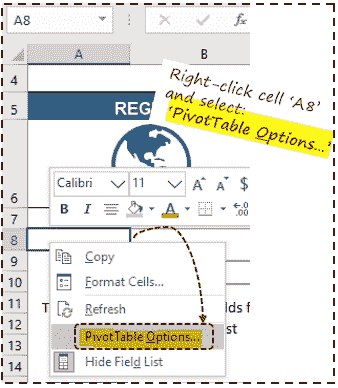 A8
fx
A B
4
Right-click cell ‘A8’
and select:
‘PivotTable Options...’
5 REG
6
Calibri 11 A A $
B I A
7
8
9 Copy
10 Format Cells...
11 T Refresh lds f
12 PivotTable Options... st
13
14 Hide Field List